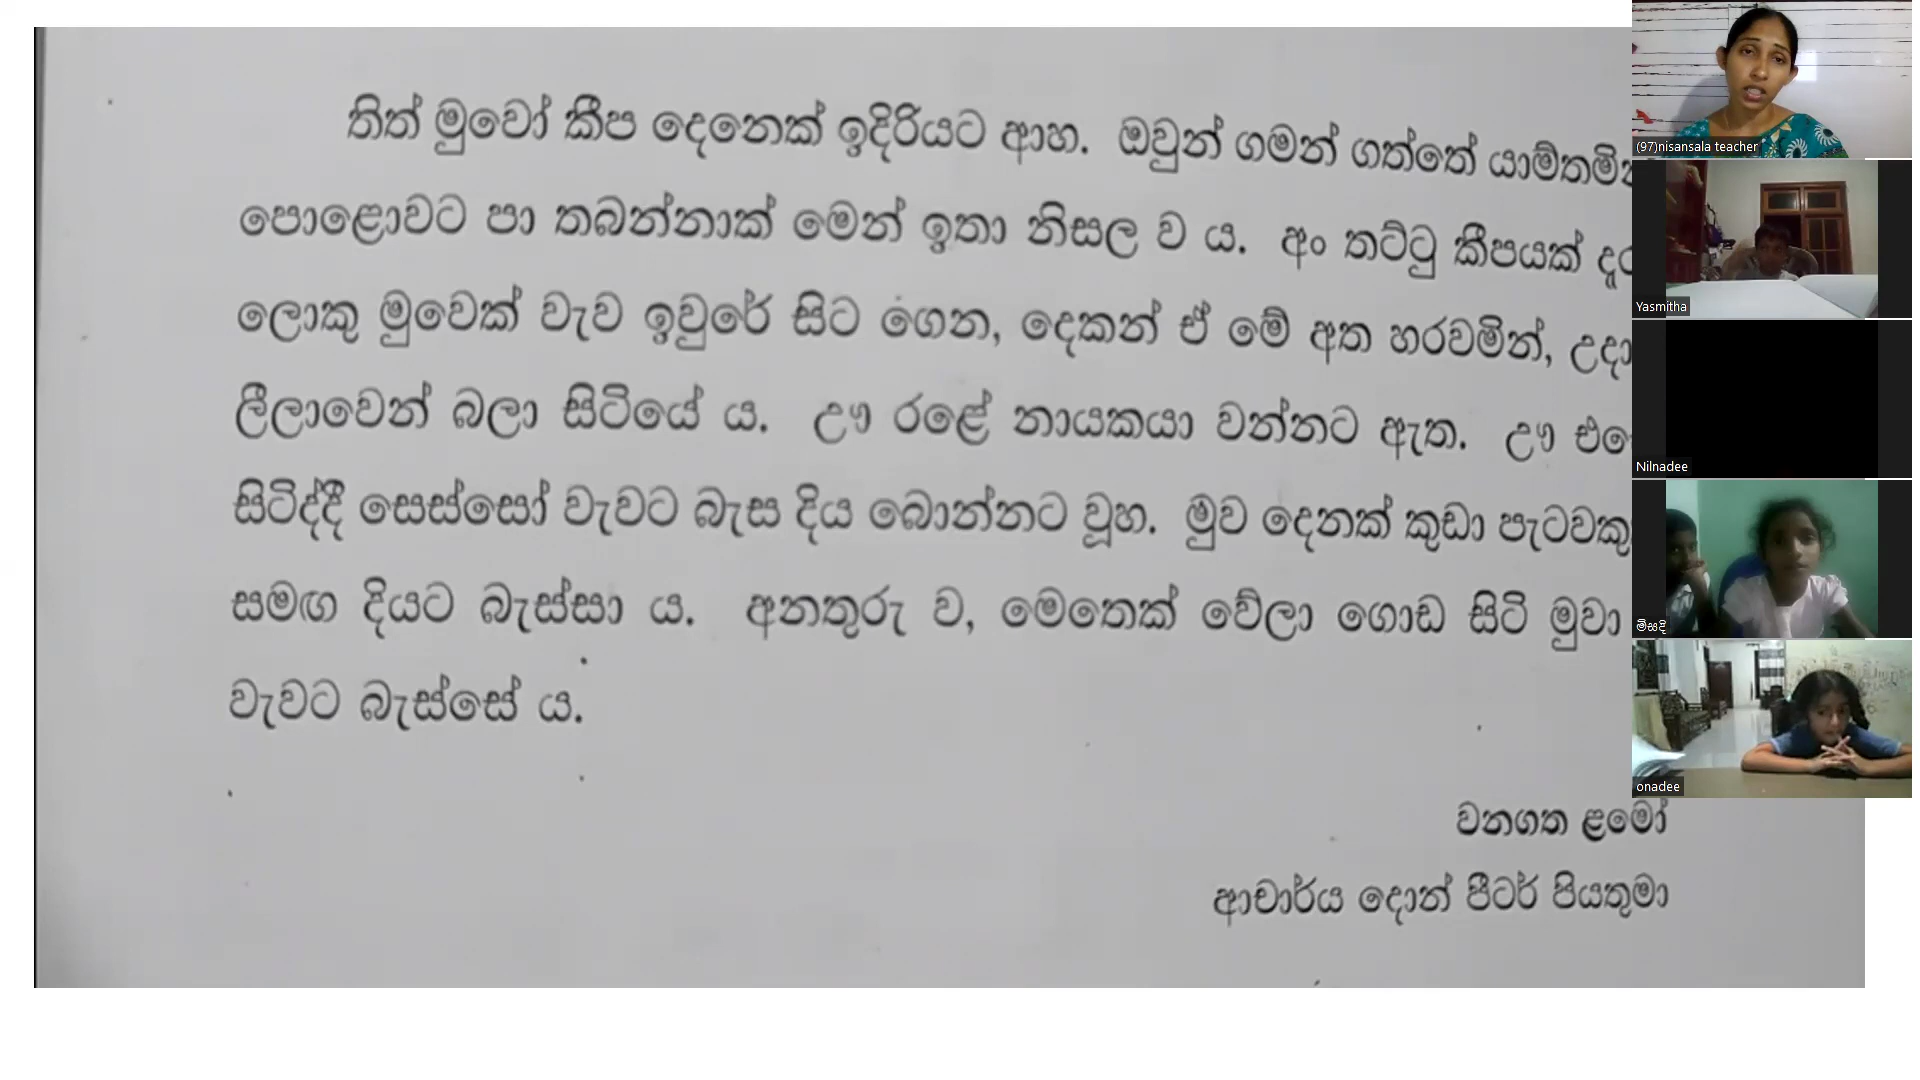 තිත් මුවෝ කීප දෙනෙක් ඉදිරියට ආහ. ඔවුන් ගමන් ගත්තේ
පොළොවට පා තබන්නාක් මෙන් ඉතා නිසල ව ය. අං තට්ටු කීපයක්
ලොකු මුවෙක් වැව ඉවුරේ සිට ගෙන, දෙකන් ඒ මේ අත හරවමින්,
ලීලාවෙන් බලා සිටියේ ය. ඌ රළේ නායකයා වන්නට ඇත. ඌ
සිටිද්දී සෙස්සෝ වැවට බැස දිය බොන්නට වූහ. මුව දෙනක් කුඩා
සමඟ දියට බැස්සා ය. අනතුරු ව, මෙතෙක් වේලා ගොඩ සිටි මුවා
වැවට බැස්සේ ය.
වනගත ළමෝ
ආචාර්ය දොන් පීටර් පියතුමා
(97)nisansala teacher
Yasmitha
Nilnadee
onadee